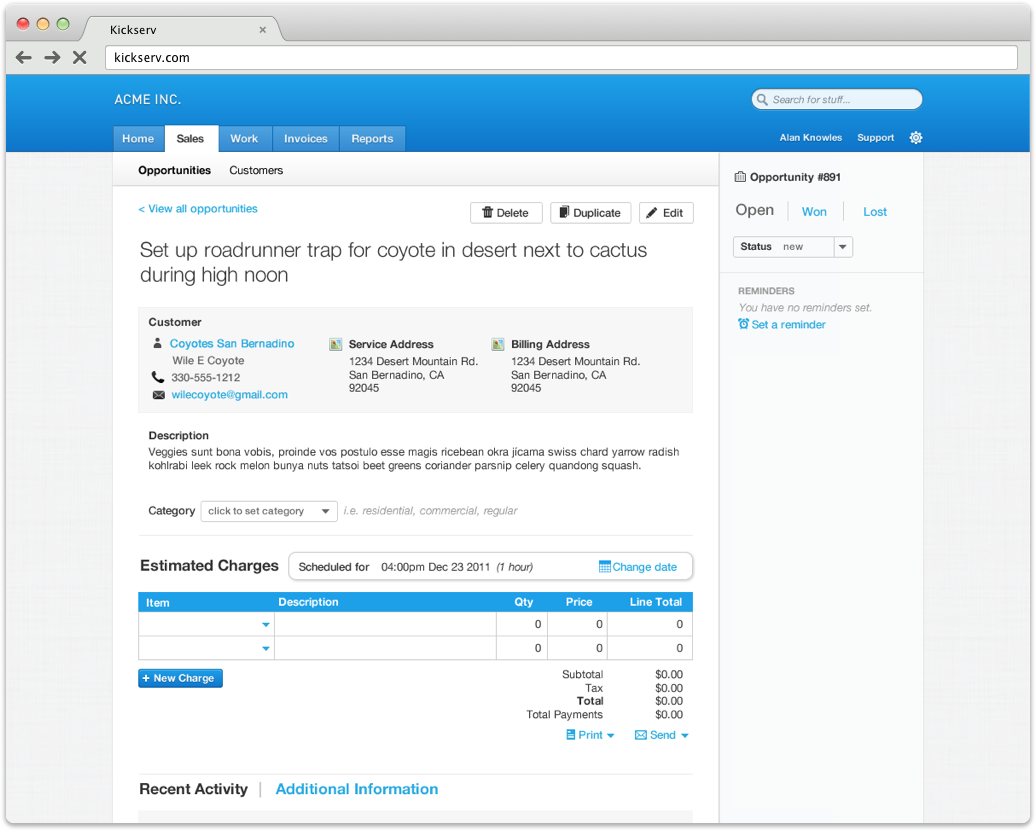 Kickserv
kickserv.com
ACME INC.
Search for stuff...
Home Sales Work Invoices Reports
Alan Knowles Support
Opportunities Customers
< View all opportunities
Delete Duplicate Edit
Set up roadrunner trap for coyote in desert next to cactus
during high noon
Customer
Coyotes San Bernadino
Wile E Coyote
330-555-1212
wilecoyote@gmail.com
Service Address
1234 Desert Mountain Rd.
San Bernadino, CA
92045
Billing Address
1234 Desert Mountain Rd.
San Bernadino, CA
92045
Description
Veggies sunt bona vobis, proinde vos postulo esse magis ricebean okra jícama swiss chard yarrow radish
kohlrabi leek rock melon bunya nuts tatsoi beet greens coriander parsnip celery quandong squash.
Category click to set category i.e. residential, commercial, regular
Estimated Charges
Scheduled for 04:00pm Dec 23 2011 (1 hour) Change date
Item Description Qty Price Line Total
0 0 0
0 0 0
+ New Charge
Subtotal $0.00
Tax $0.00
Total $0.00
Total Payments $0.00
Print Send
Recent Activity | Additional Information
Opportunity #891
Open Won Lost
Status new
REMINDERS
You have no reminders set.
Set a reminder